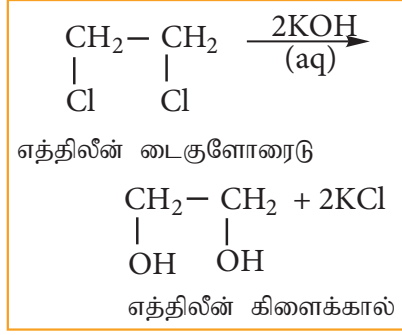 CH₂— CH₂ 2KOH
(aq)
Cl Cl
எத்திலீன் டைகுளோரைடு
CH₂— CH₂ + 2KCl
OH OH
எத்திலீன் கிளைக்கால்